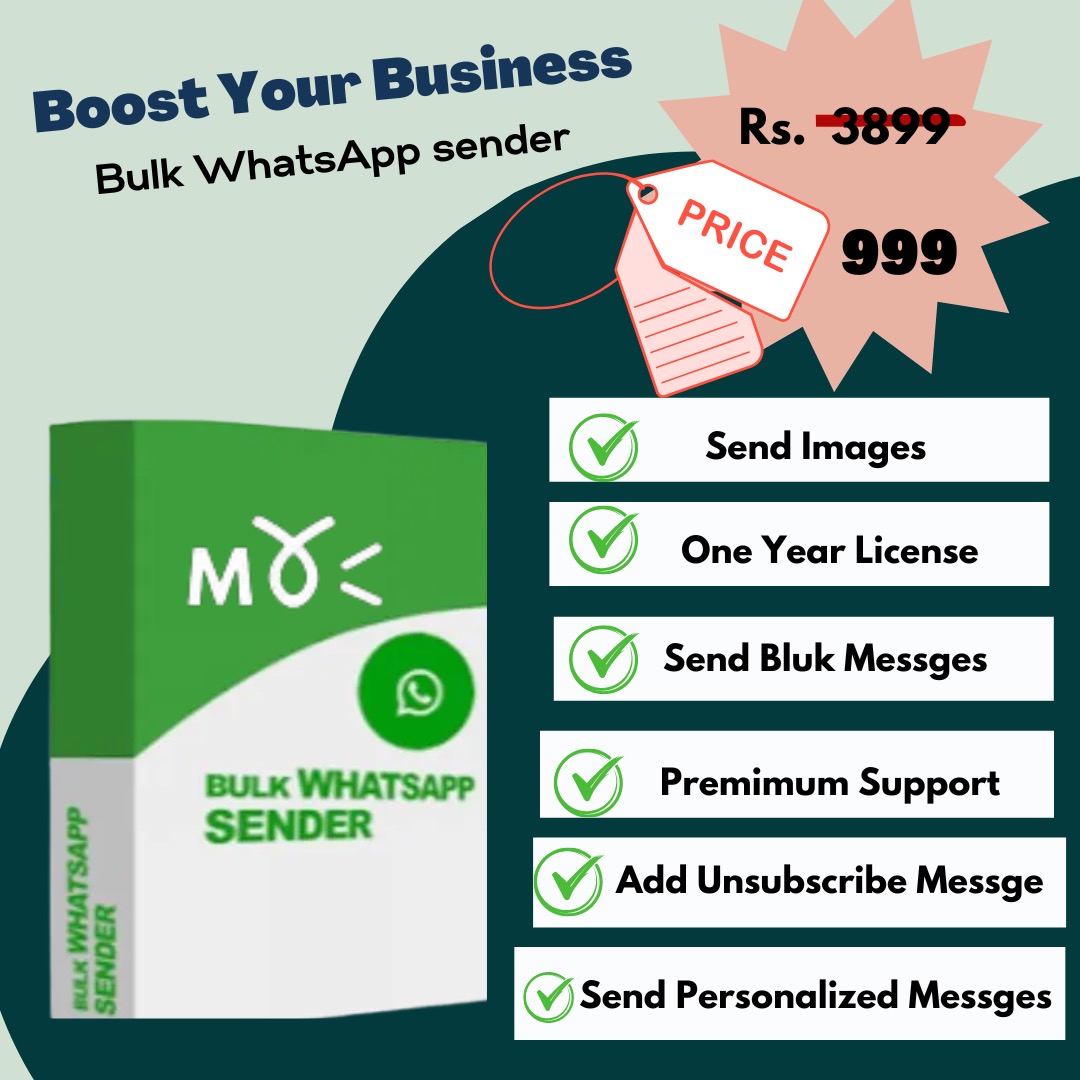 Boost Your Business
Bulk WhatsApp sender
Rs. 3899
PRICE
999
Send Images
One Year License
Send Bluk Messges
Premimum Support
Add Unsubscribe Messge
Send Personalized Messges
BULK WHATSAPP
SENDER
BULK WHATSAPP
SENDER